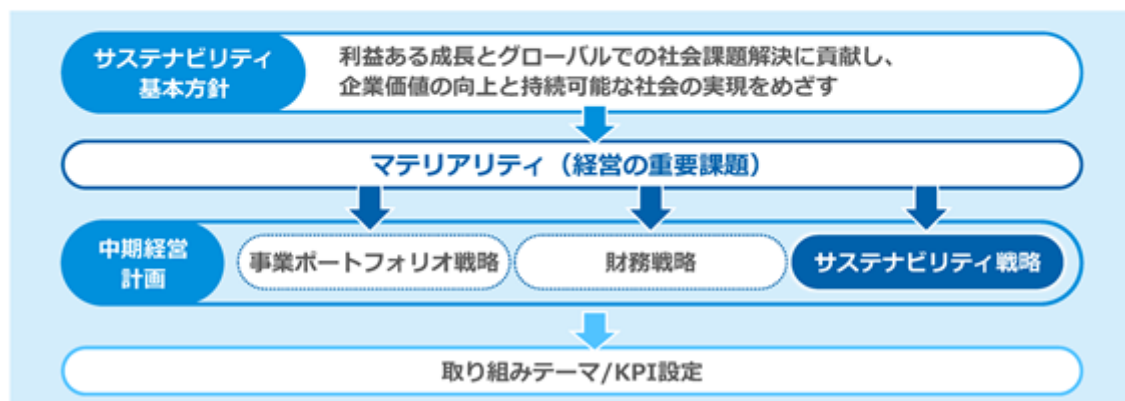 サステナビリティ
基本方針
利益ある成長とグローバルでの社会課題解決に貢献し、
企業価値の向上と持続可能な社会の実現をめざす
マテリアリティ（経営の重要課題）
中期経営
計画
事業ポートフォリオ戦略
財務戦略
サステナビリティ戦略
取り組みテーマ/KPI設定